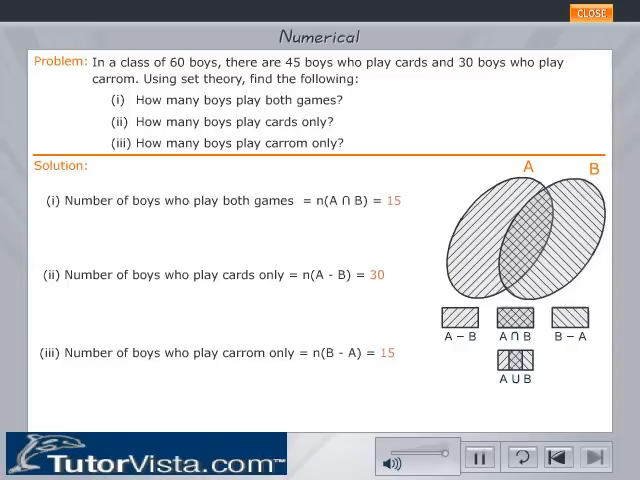 CLOSE
Numerical
Problem: In a class of 60 boys, there are 45 boys who play cards and 30 boys who play
carrom. Using set theory, find the following:
(i) How many boys play both games?
(ii) How many boys play cards only?
(iii) How many boys play carrom only?
Solution:
A B
(i) Number of boys who play both games = n(A ∩ B) = 15
(ii) Number of boys who play cards only = n(A - B) = 30
A − B A ∩ B B − A
(iii) Number of boys who play carrom only = n(B - A) = 15
A ∪ B
TutorVista.com™